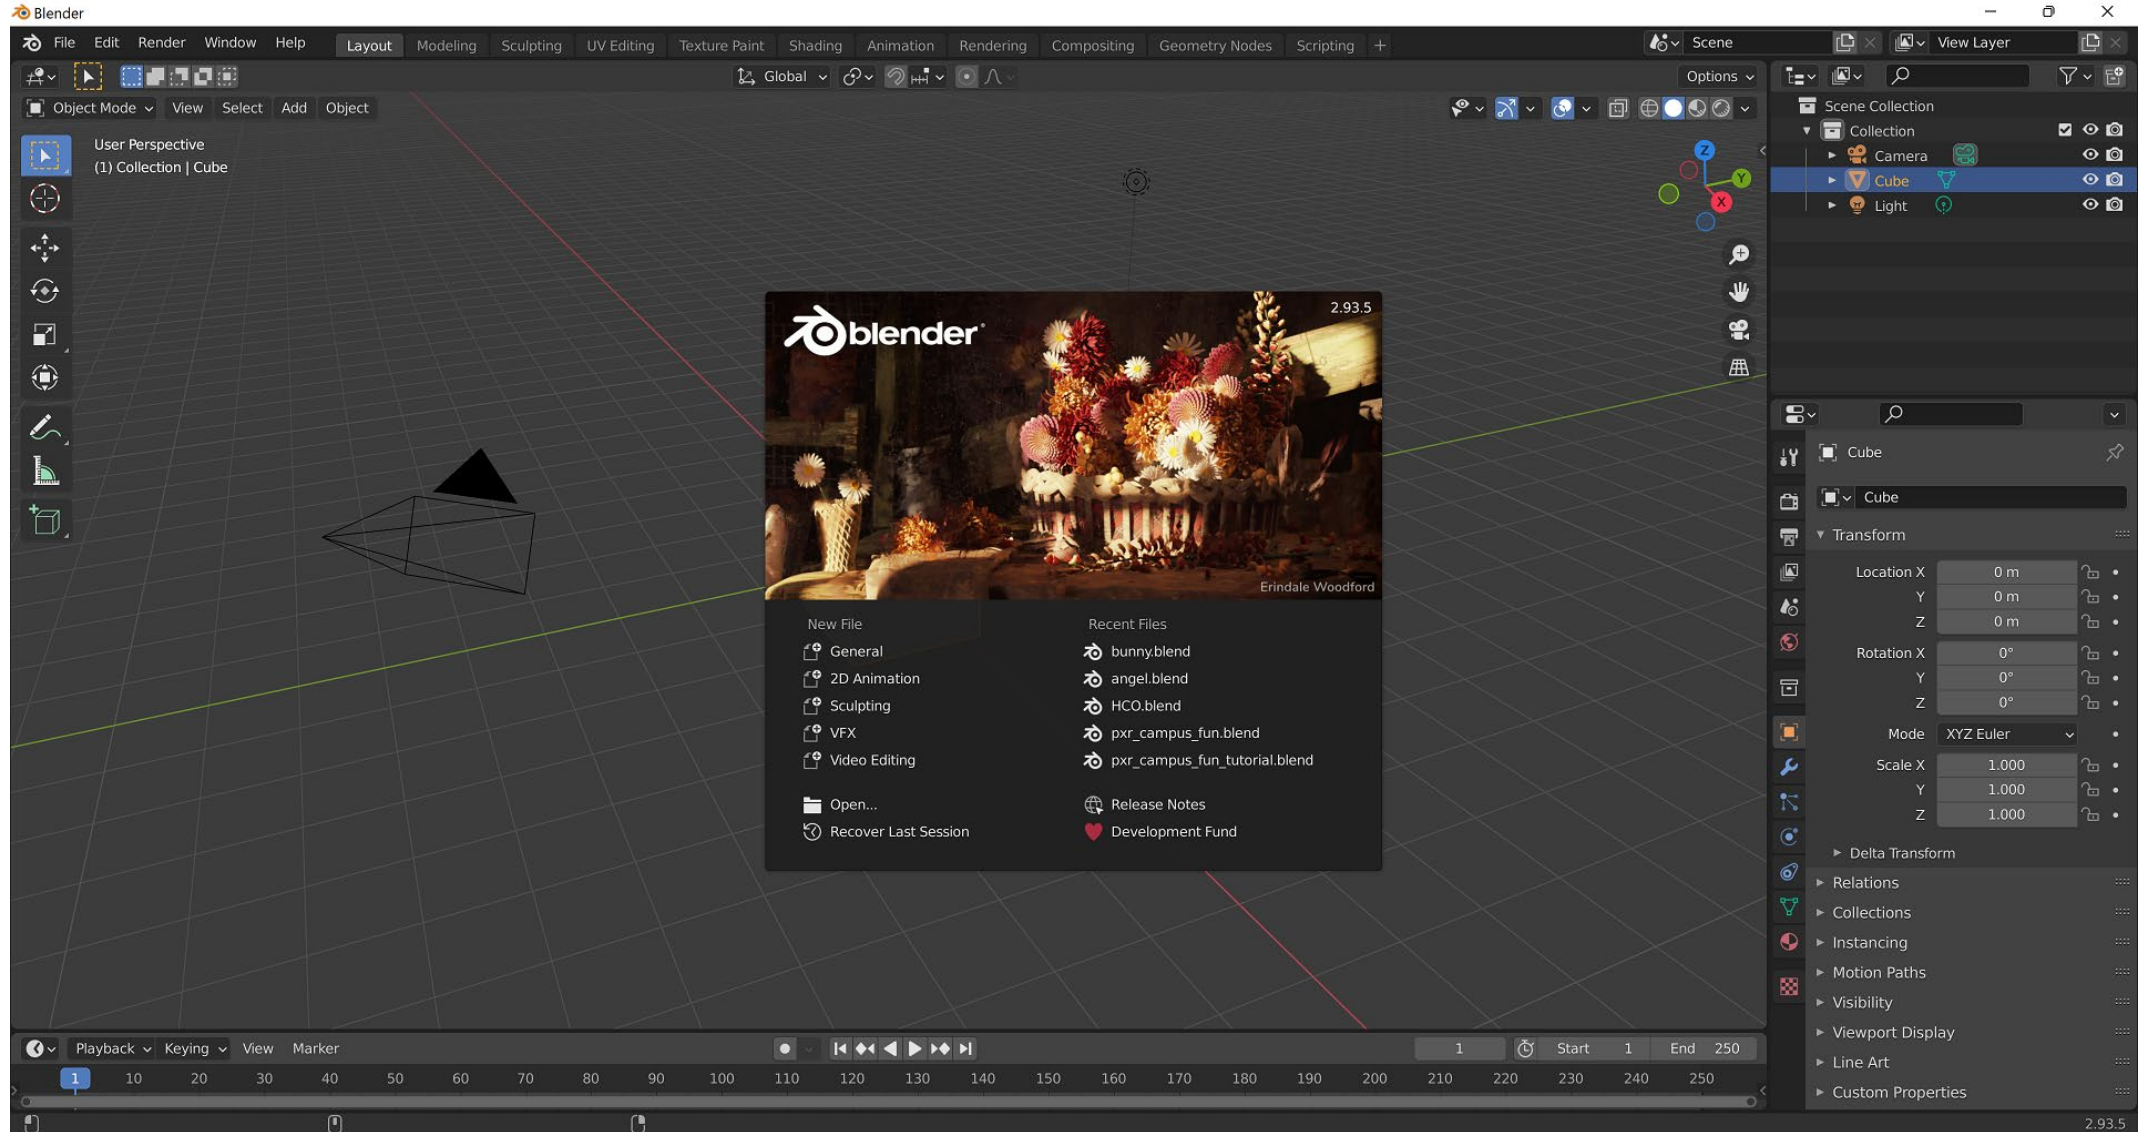 Blender
File Edit Render Window Help Layout Modeling Sculpting UV Editing Texture Paint Shading Animation Rendering Compositing Geometry Nodes Scripting + Scene View Layer
Global Options
Object Mode View Select Add Object
User Perspective
(1) Collection | Cube
Z
Y
X
Scene Collection
Collection
Camera
Cube
Light
blender
2.93.5
Erindale Woodford
New File
General
2D Animation
Sculpting
VFX
Video Editing
Open...
Recover Last Session
Recent Files
bunny.blend
angel.blend
HCO.blend
pxr_campus_fun.blend
pxr_campus_fun_tutorial.blend
Release Notes
Development Fund
Cube
Cube
Transform
Location X 0 m
Y 0 m
Z 0 m
Rotation X 0°
Y 0°
Z 0°
Mode XYZ Euler
Scale X 1.000
Y 1.000
Z 1.000
Delta Transform
Relations
Collections
Instancing
Motion Paths
Visibility
Viewport Display
Line Art
Custom Properties
Playback Keying View Marker 1 Start 1 End 250
1 10 20 30 40 50 60 70 80 90 100 110 120 130 140 150 160 170 180 190 200 210 220 230 240 250
2.93.5